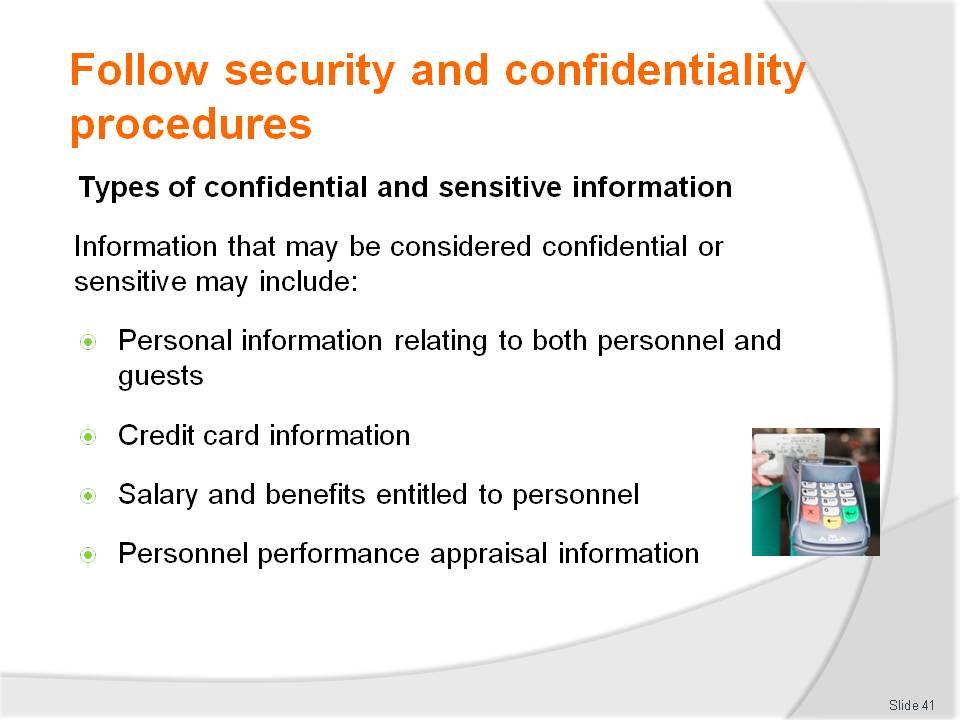 Follow security and confidentiality
procedures
Types of confidential and sensitive information
Information that may be considered confidential or
sensitive may include:
Personal information relating to both personnel and
guests
Credit card information
Salary and benefits entitled to personnel
Personnel performance appraisal information
Slide 41